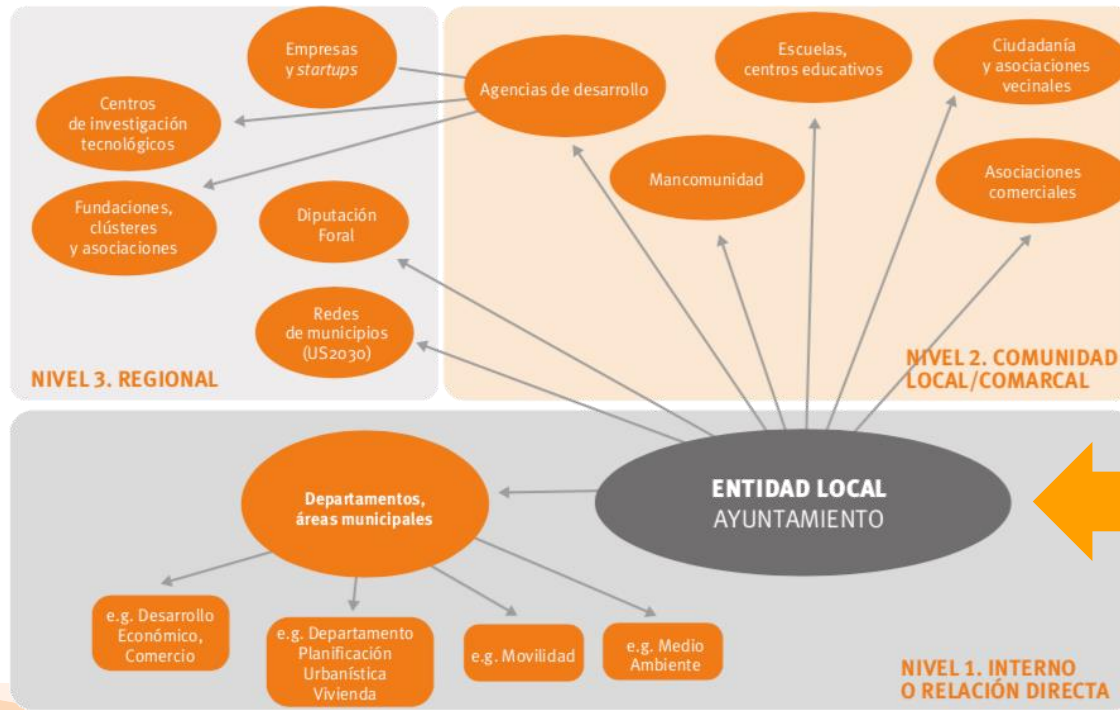 Empresas
y startups
Centros
de investigación
tecnológicos
Fundaciones,
clústeres
y asociaciones
Diputación
Foral
Redes
de municipios
(US2030)
NIVEL 3. REGIONAL
Agencias de desarrollo
Escuelas,
centros educativos
Ciudadanía
y asociaciones
vecinales
Mancomunidad
Asociaciones
comerciales
NIVEL 2. COMUNIDAD
LOCAL/COMARCAL
ENTIDAD LOCAL
AYUNTAMIENTO
Departamentos,
áreas municipales
e.g. Desarrollo
Económico,
Comercio
e.g. Departamento
Planificación
Urbanística
Vivienda
e.g. Movilidad
e.g. Medio
Ambiente
NIVEL 1. INTERNO
O RELACIÓN DIRECTA